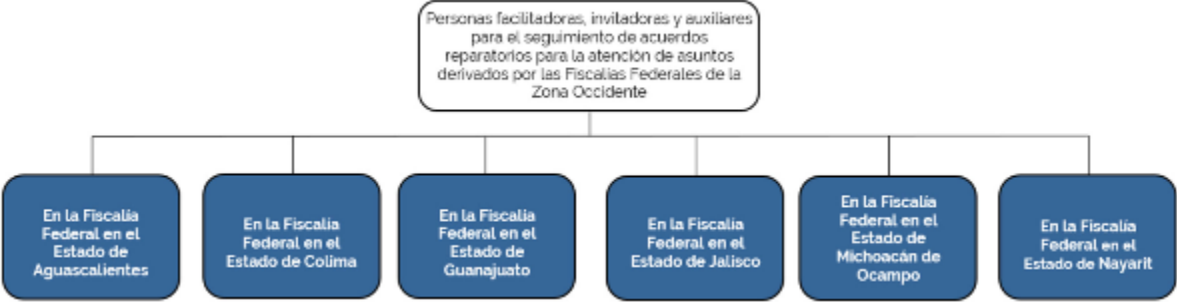 Personas facilitadoras, invitadoras y auxiliares
para el seguimiento de acuerdos
reparatorios para la atención de asuntos
derivados por las Fiscalías Federales de la
Zona Occidente
En la Fiscalía
Federal en el
Estado de
Aguascalientes
En la Fiscalía
Federal en el
Estado de Colima
En la Fiscalía
Federal en el
Estado de
Guanajuato
En la Fiscalía
Federal en el
Estado de Jalisco
En la Fiscalía
Federal en el
Estado de
Michoacán de
Ocampo
En la Fiscalía
Federal en el
Estado de Nayarit